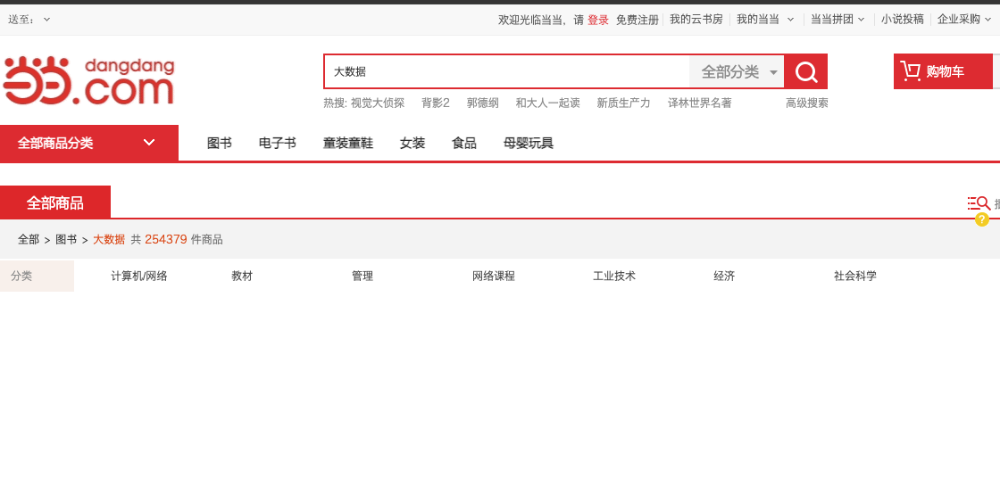 送至： 欢迎光临当当，请 登录 免费注册 我的云书房 我的当当 当当拼团 小说投稿 企业采购
当当 dangdang
.com
大数据 全部分类 购物车
热搜: 视觉大侦探 背影2 郭德纲 和大人一起读 新质生产力 译林世界名著 高级搜索
全部商品分类 图书 电子书 童装童鞋 女装 食品 母婴玩具
全部商品
?
全部 > 图书 > 大数据 共 254379 件商品
分类 计算机/网络 教材 管理 网络课程 工业技术 经济 社会科学